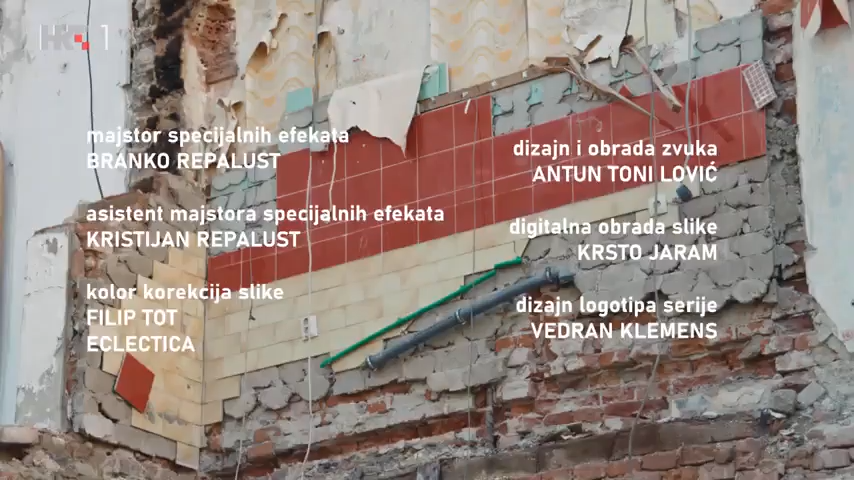 HRT 1
majstor specijalnih efekata
BRANKO REPALUST
asistent majstora specijalnih efekata
KRISTIJAN REPALUST
kolor korekcija slike
FILIP TOT
ECLECTICA
dizajn i obrada zvuka
ANTUN TONI LOVIĆ
digitalna obrada slike
KRSTO JARAM
dizajn logotipa serije
VEDRAN KLEMENS